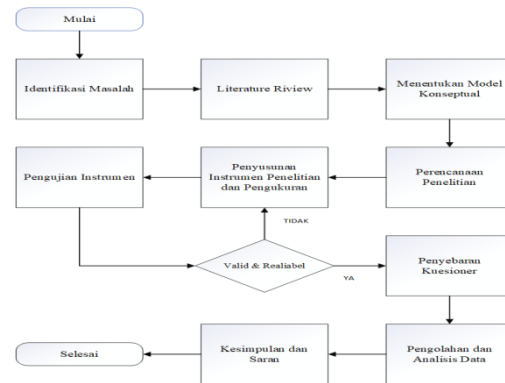 Mulai
Identifikasi Masalah
Literature Riview
Menentukan Model
Konseptual
Pengujian Instrumen
Penyusunan
Instrumen Penelitian
dan Pengukuran
Perencanaan
Penelitian
TIDAK
Valid & Realiabel
YA
Penyebaran
Kuesioner
Selesai
Kesimpulan dan
Saran
Pengolahan dan
Analisis Data